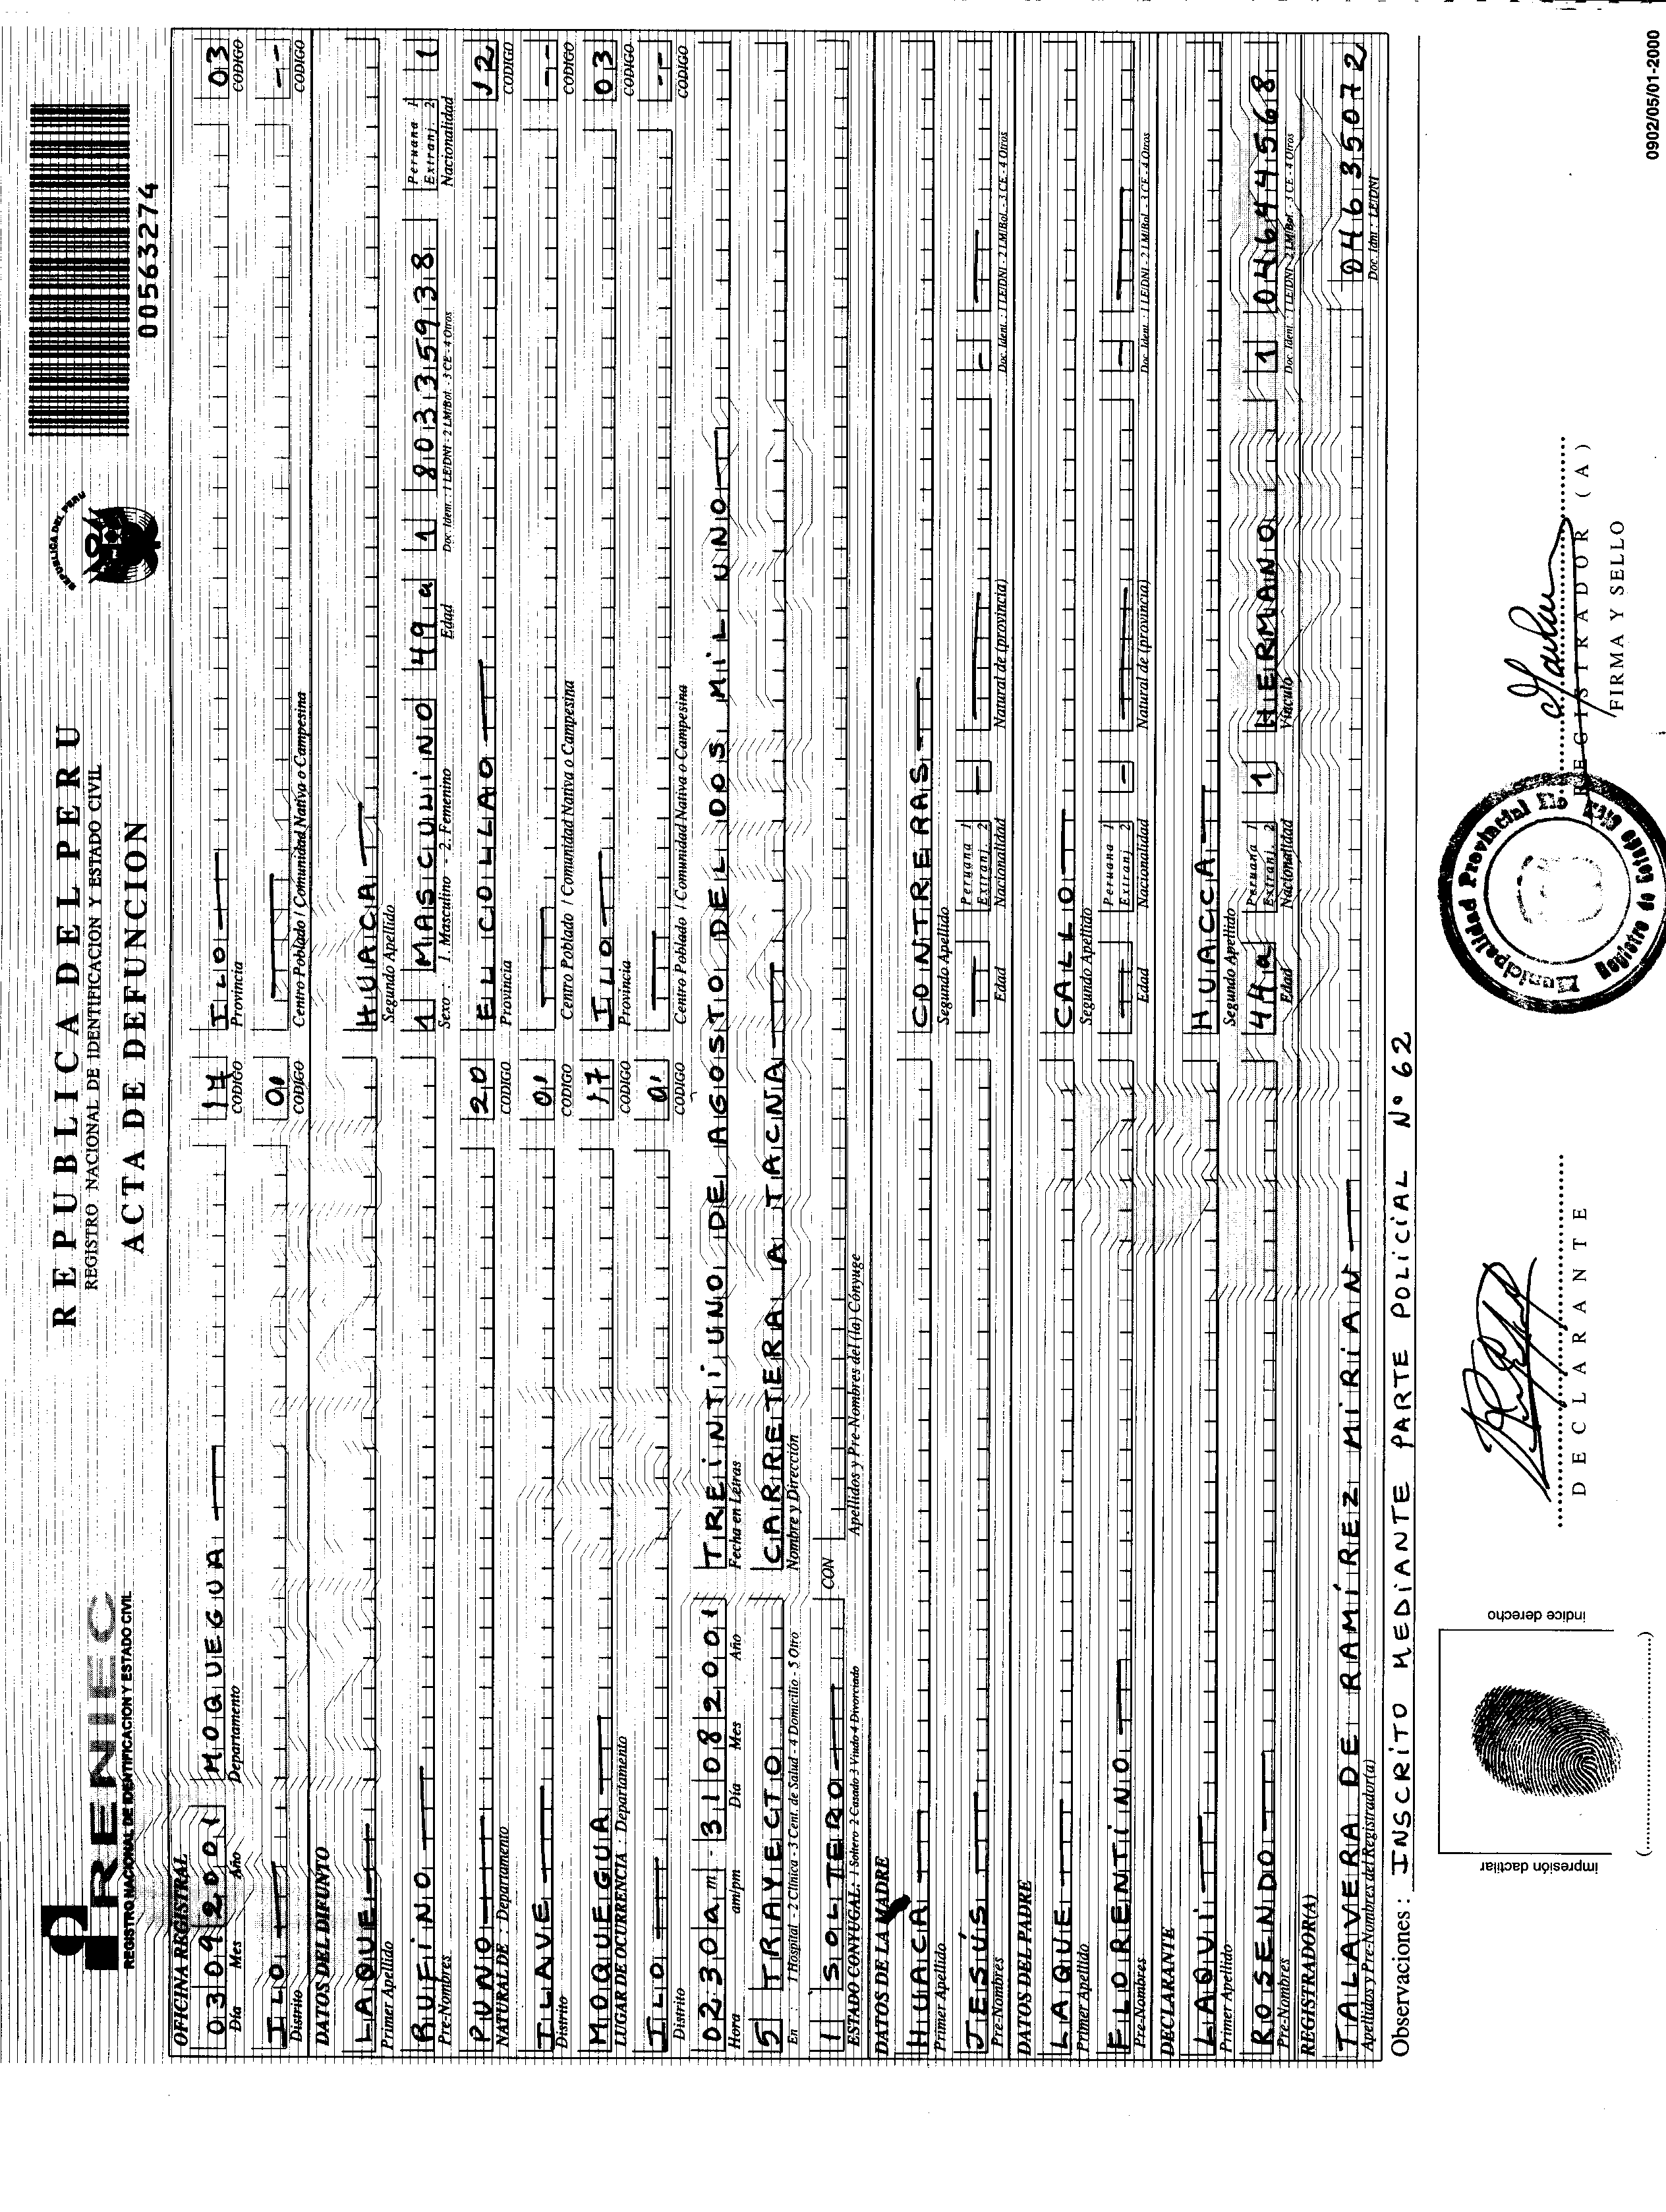 RENIEC
REGISTRO NACIONAL DE IDENTIFICACION Y ESTADO CIVIL
REPUBLICA DEL PERU
REGISTRO NACIONAL DE IDENTIFICACION Y ESTADO CIVIL
ACTA DE DEFUNCION
REPUBLICA DEL PERU
00563274
OFICINA REGISTRAL
03 09 2001 MOQUEGUA 17 ILO 03
Día Mes Año Departamento CODIGO Provincia CODIGO
ILO 01 --
Distrito CODIGO Centro Poblado / Comunidad Nativa o Campesina CODIGO
DATOS DEL DIFUNTO
LAQUE HUACA
Primer Apellido Segundo Apellido
RUFINO 1 MASCULINO 49a 1 80335938 Peruana 1 Extranj. 2 1
Pre-Nombres Sexo : 1. Masculino - 2. Femenino Edad Doc. Ident. : 1 LE/DNI - 2 LM/Bol. - 3 CE - 4 Otros Nacionalidad
PUNO 20 EL COLLAO 12
NATURAL DE : Departamento CODIGO Provincia CODIGO
ILAVE 01 --
Distrito CODIGO Centro Poblado / Comunidad Nativa o Campesina CODIGO
MOQUEGUA 17 ILO 03
LUGAR DE OCURRENCIA : Departamento CODIGO Provincia CODIGO
ILO 01 --
Distrito CODIGO Centro Poblado / Comunidad Nativa o Campesina CODIGO
02:30 am - 31 08 2001 TREINTIUNO DE AGOSTO DEL DOS MIL UNO
Hora am/pm Día Mes Año Fecha en Letras
5 TRAYECTO CARRETERA A TACNA
En : 1 Hospital - 2 Clínica - 3 Cent. de Salud - 4 Domicilio - 5 Otro Nombre y Dirección
1 SOLTERO CON
ESTADO CONYUGAL: 1 Soltero 2 Casado 3 Viudo 4 Divorciado Apellidos y Pre-Nombres del (la) Cónyuge
DATOS DE LA MADRE
HUACA CONTRERAS
Primer Apellido Segundo Apellido
JESÚS Peruana 1 Extranj. 2
Pre-Nombres Edad Nacionalidad Natural de (provincia) Doc. Ident. : 1 LE/DNI - 2 LM/Bol. - 3 CE - 4 Otros
DATOS DEL PADRE
LAQUE CALLO
Primer Apellido Segundo Apellido
FLORENTINO Peruana 1 Extranj. 2
Pre-Nombres Edad Nacionalidad Natural de (provincia) Doc. Ident. : 1 LE/DNI - 2 LM/Bol. - 3 CE - 4 Otros
DECLARANTE
LAQUI HUACCA
Primer Apellido Segundo Apellido
ROSENDO 44a Peruana 1 Extranj. 2 1 HERMANO 1 04644568
Pre-Nombres Edad Nacionalidad Vínculo Doc. Ident. : 1 LE/DNI - 2 LM/Bol. - 3 CE - 4 Otros
REGISTRADOR(A)
TALAVERA DE RAMÍREZ MIRIAN 04635072
Apellidos y Pre-Nombres del Registrador(a) Doc. Idnt : LE/DNI
Observaciones : INSCRITO MEDIANTE PARTE POLICIAL N° 62
impresión dactilar
índice derecho
DECLARANTE
Municipalidad Provincial Ilo
REGISTRADOR (A)
FIRMA Y SELLO
0902/05/01-2000